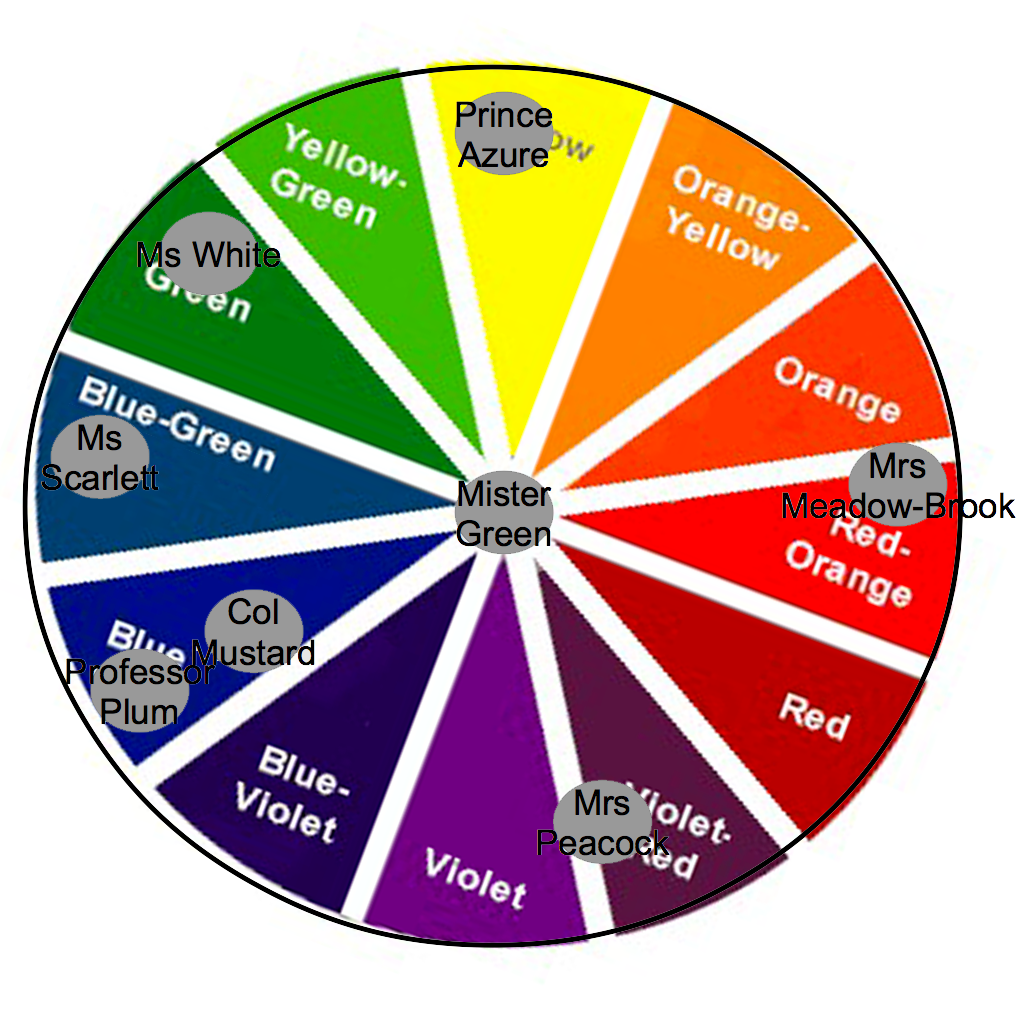 Prince
Azure
ow
Yellow-
Green
Orange-
Yellow
Ms White
Green
Orange
Blue-Green
Ms
Scarlett
Mrs
Meadow-Brook
Red-
Orange
Mister
Green
Col
Mustard
Blue
Professor
Plum
Red
Blue-
Violet
Mrs
Peacock
Violet-
Red
Violet